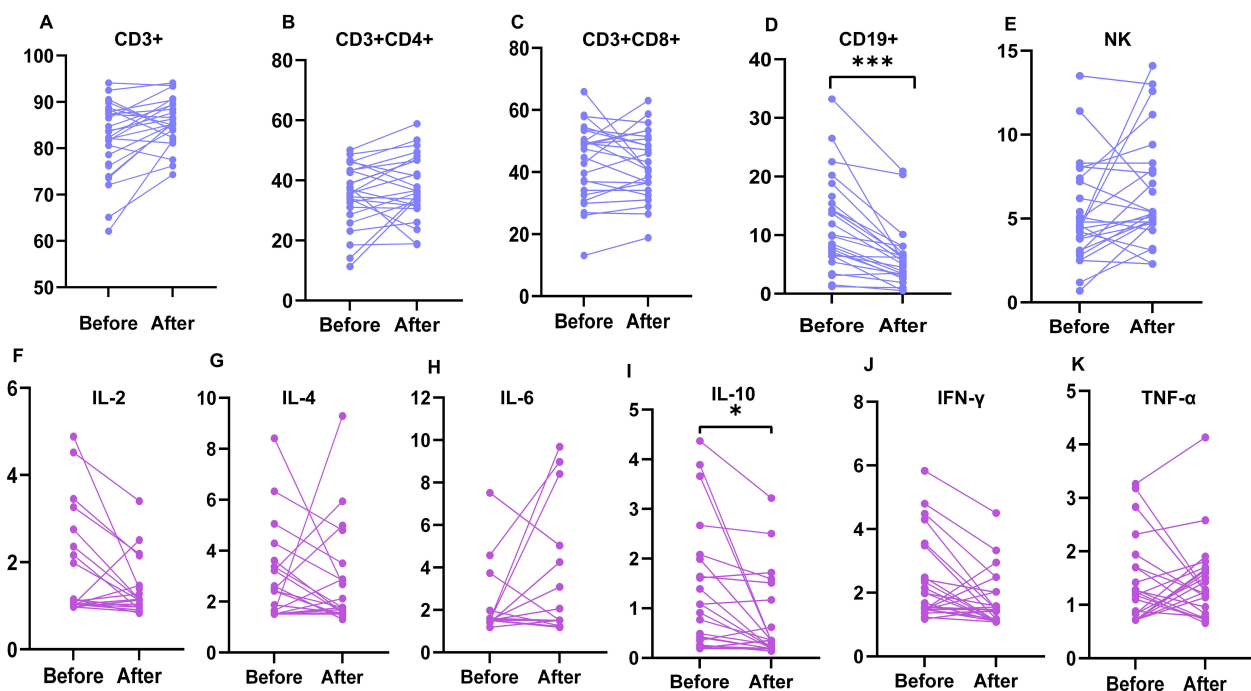 A
CD3+
100
90
80
70
60
50
Before After
B
CD3+CD4+
80
60
40
20
0
Before After
C
CD3+CD8+
80
60
40
20
0
Before After
D
CD19+
***
40
30
20
10
0
Before After
E
NK
15
10
5
0
Before After
F
IL-2
6
4
2
0
Before After
G
IL-4
10
8
6
4
2
0
Before After
H
IL-6
12
10
8
6
4
2
0
Before After
I
IL-10
*
5
4
3
2
1
0
Before After
J
IFN-γ
8
6
4
2
0
Before After
K
TNF-α
5
4
3
2
1
0
Before After